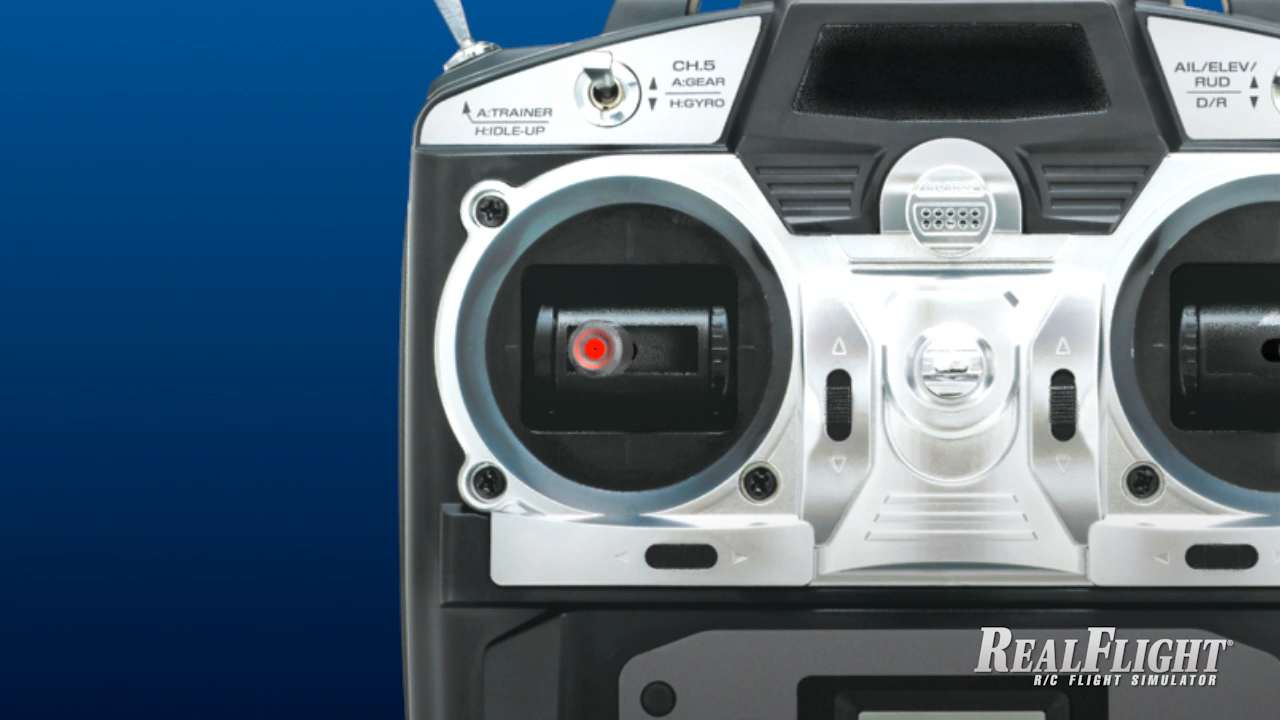 CH.5
A:GEAR
H:GYRO
A:TRAINER
H:IDLE-UP
AIL/ELEV/
RUD
D/R
REALFLIGHT®
R/C FLIGHT SIMULATOR